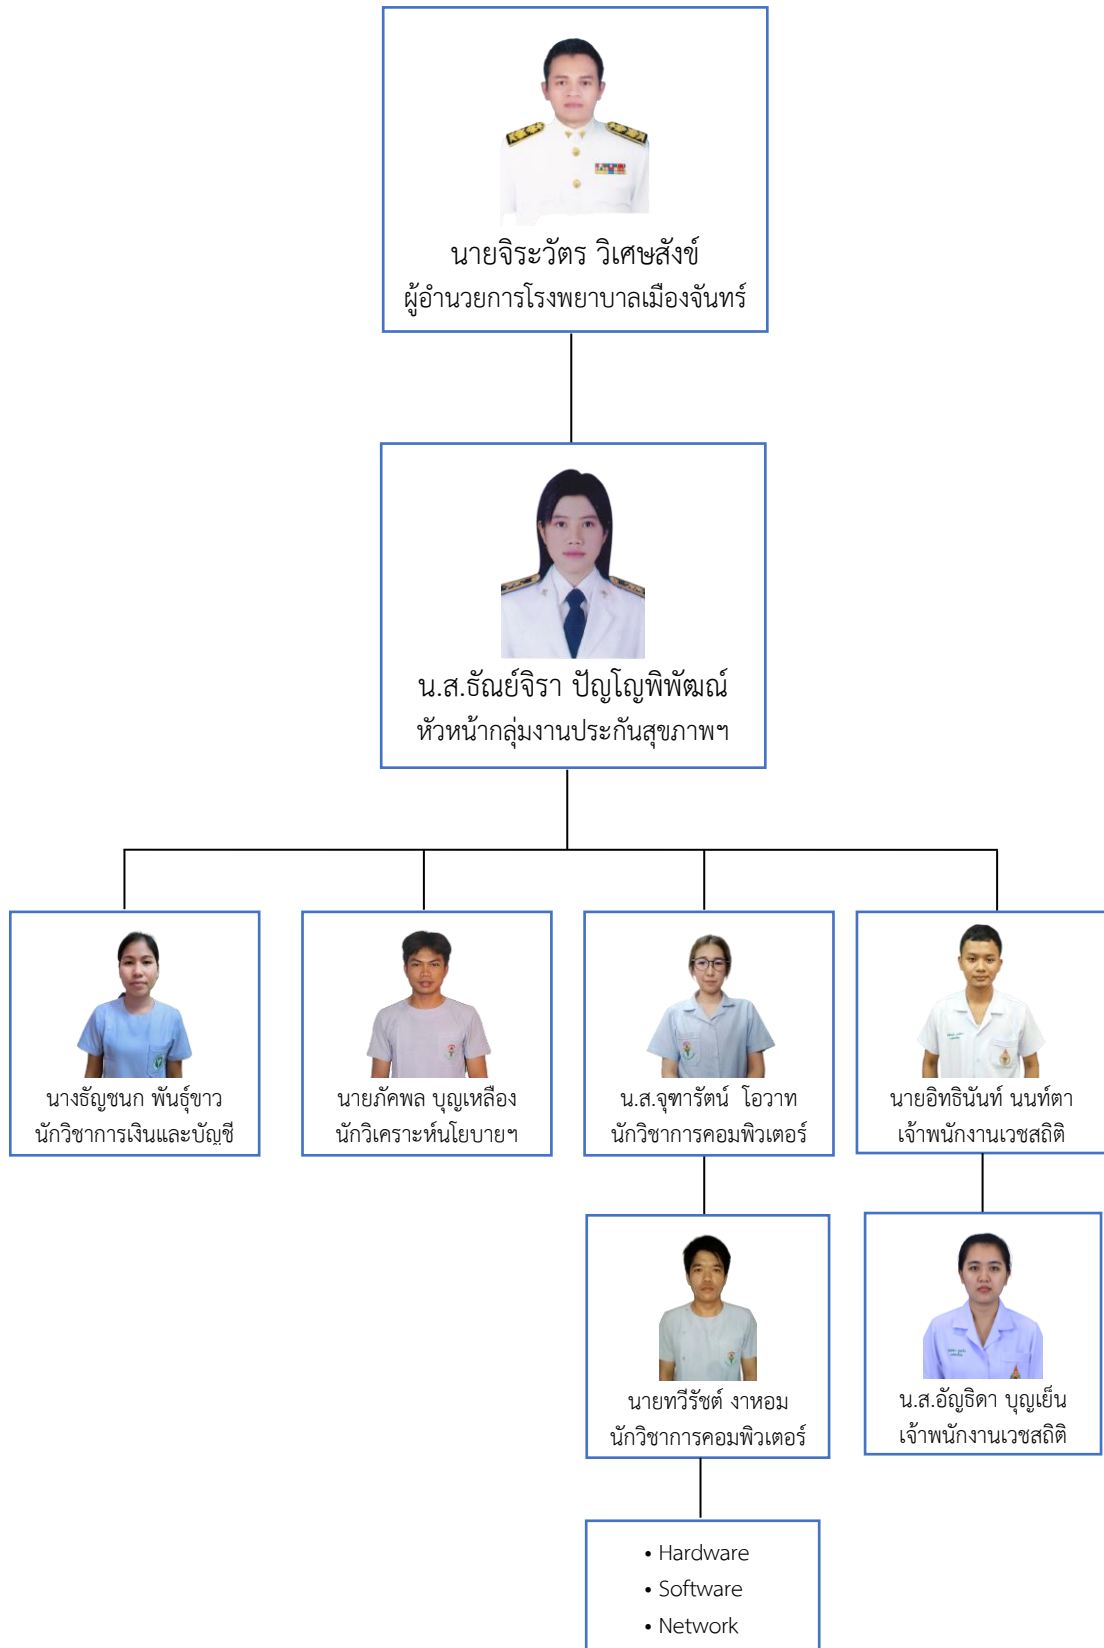 นายจิระวัตร วิเศษสังข์
ผู้อำนวยการโรงพยาบาลเมืองจันทร์
น.ส.ธัณย์จิรา ปัญโญพิพัฒณ์
หัวหน้ากลุ่มงานประกันสุขภาพฯ
นางธัญชนก พันธุ์ขาว
นักวิชาการเงินและบัญชี
นายภัคพล บุญเหลือง
นักวิเคราะห์นโยบายฯ
น.ส.จุฑารัตน์ โอวาท
นักวิชาการคอมพิวเตอร์
นายอิทธินันท์ นนท์ตา
เจ้าพนักงานเวชสถิติ
นายทวีรัชต์ งาหอม
นักวิชาการคอมพิวเตอร์
น.ส.อัญธิดา บุญเย็น
เจ้าพนักงานเวชสถิติ
• Hardware
• Software
• Network